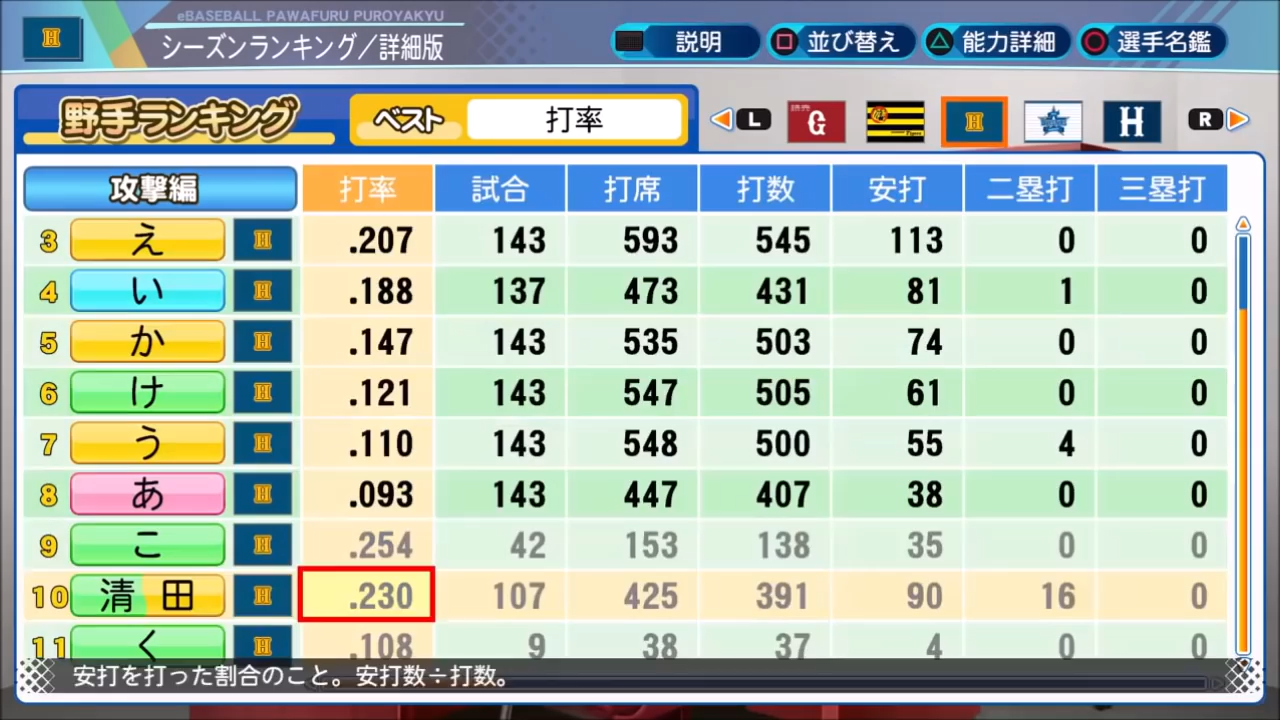 eBASEBALL PAWAFURU PUROYAKYU
H シーズンランキング/詳細版 説明 並び替え 能力詳細 選手名鑑
野手ランキング ベスト 打率 L G Tigers H H R
攻撃編 打率 試合 打席 打数 安打 二塁打 三塁打
3 え H .207 143 593 545 113 0 0
4 い H .188 137 473 431 81 1 0
5 か H .147 143 535 503 74 0 0
6 け H .121 143 547 505 61 0 0
7 う H .110 143 548 500 55 4 0
8 あ H .093 143 447 407 38 0 0
9 こ H .254 42 153 138 35 0 0
10 清田 H .230 107 425 391 90 16 0
11 く H .108 9 38 37 4 0 0
安打を打った割合のこと。安打数÷打数。